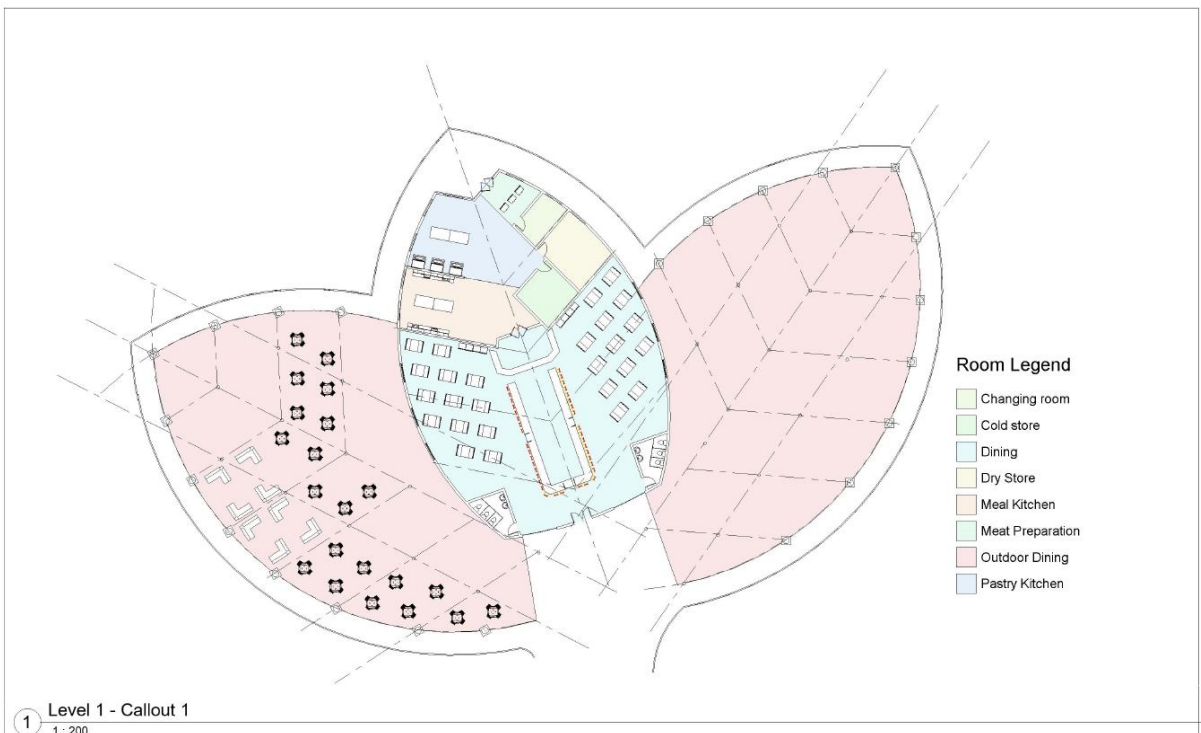 Room Legend
Changing room
Cold store
Dining
Dry Store
Meal Kitchen
Meat Preparation
Outdoor Dining
Pastry Kitchen
1
Level 1 - Callout 1
1 : 200